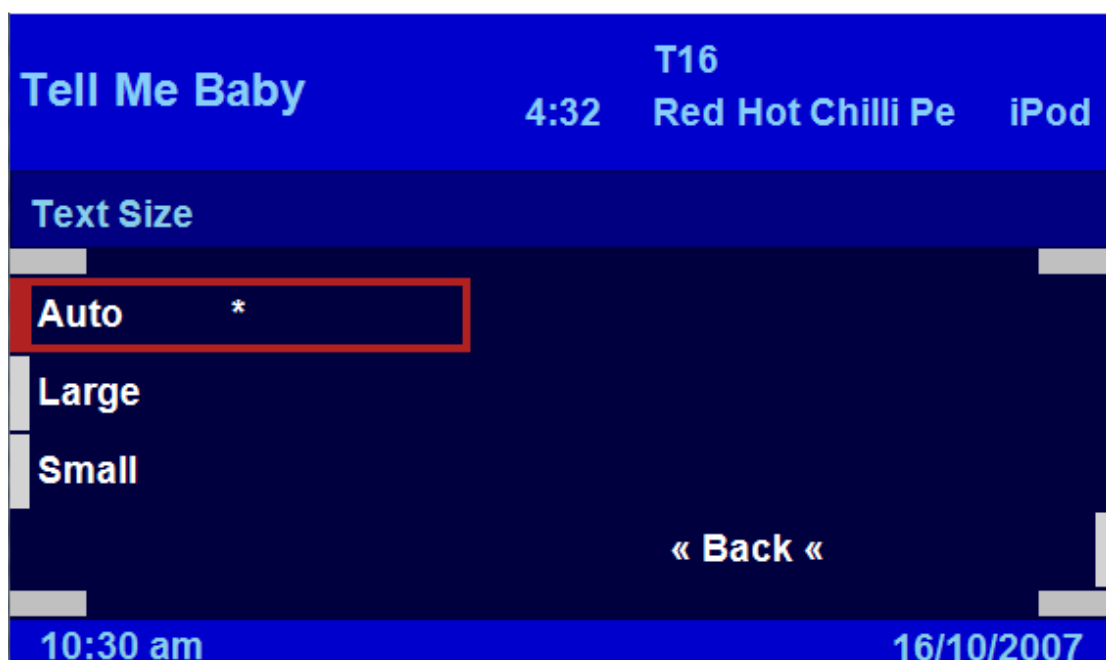 Tell Me Baby
T16
4:32 Red Hot Chilli Pe iPod
Text Size
Auto *
Large
Small
« Back «
10:30 am 16/10/2007